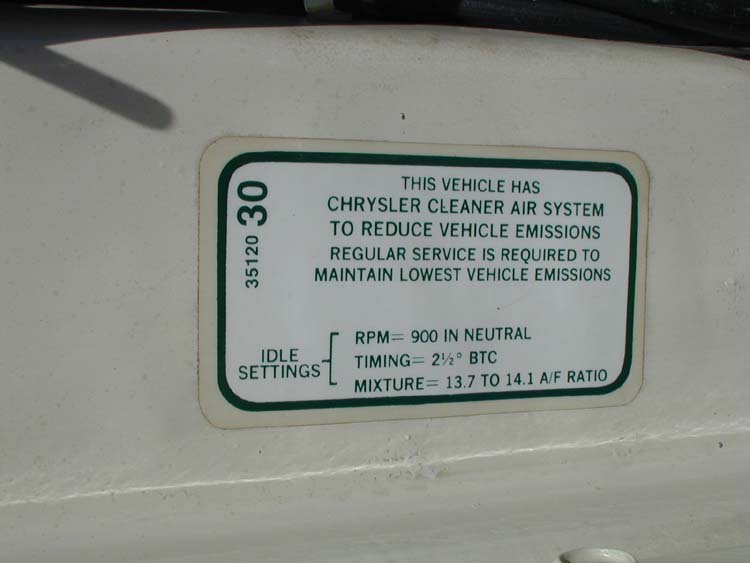 THIS VEHICLE HAS
CHRYSLER CLEANER AIR SYSTEM
TO REDUCE VEHICLE EMISSIONS
REGULAR SERVICE IS REQUIRED TO
MAINTAIN LOWEST VEHICLE EMISSIONS
35120 30
IDLE
SETTINGS
RPM= 900 IN NEUTRAL
TIMING= 2½° BTC
MIXTURE= 13.7 TO 14.1 A/F RATIO